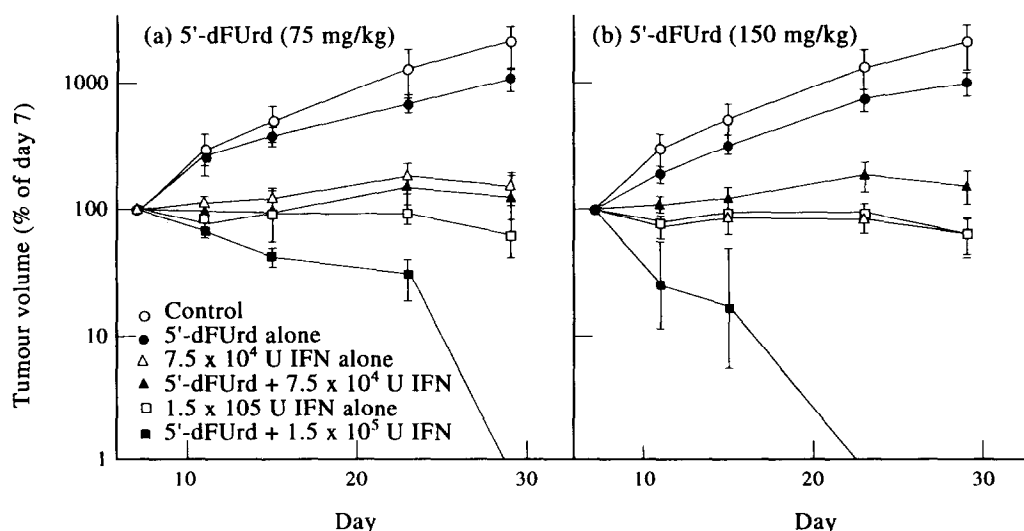 (a) 5'-dFUrd (75 mg/kg)
(b) 5'-dFUrd (150 mg/kg)
1000
100
10
1
Tumour volume (% of day 7)
Control
5'-dFUrd alone
7.5 x 10⁴ U IFN alone
5'-dFUrd + 7.5 x 10⁴ U IFN
1.5 x 105 U IFN alone
5'-dFUrd + 1.5 x 10⁵ U IFN
10 20 30
10 20 30
Day
Day